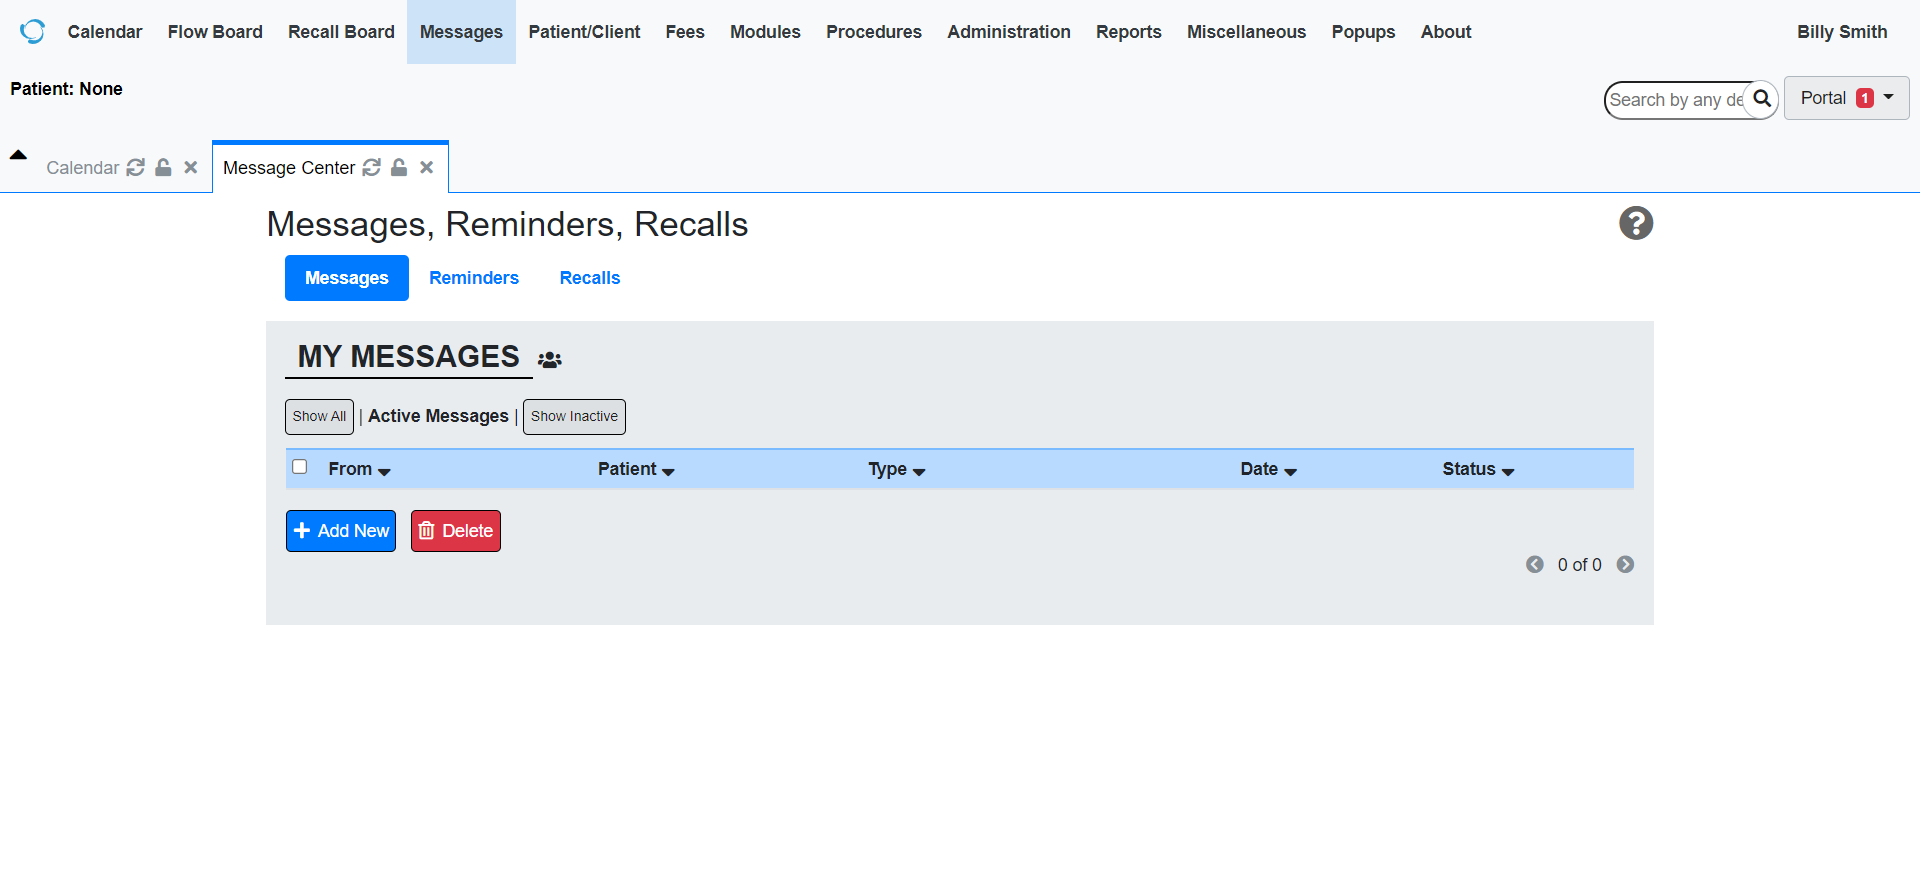 Calendar Flow Board Recall Board Messages Patient/Client Fees Modules Procedures Administration Reports Miscellaneous Popups About Billy Smith
Patient: None
Search by any de Portal 1
Calendar Message Center
Messages, Reminders, Recalls
Messages Reminders Recalls
MY MESSAGES
Show All | Active Messages | Show Inactive
From Patient Type Date Status
Add New Delete
0 of 0